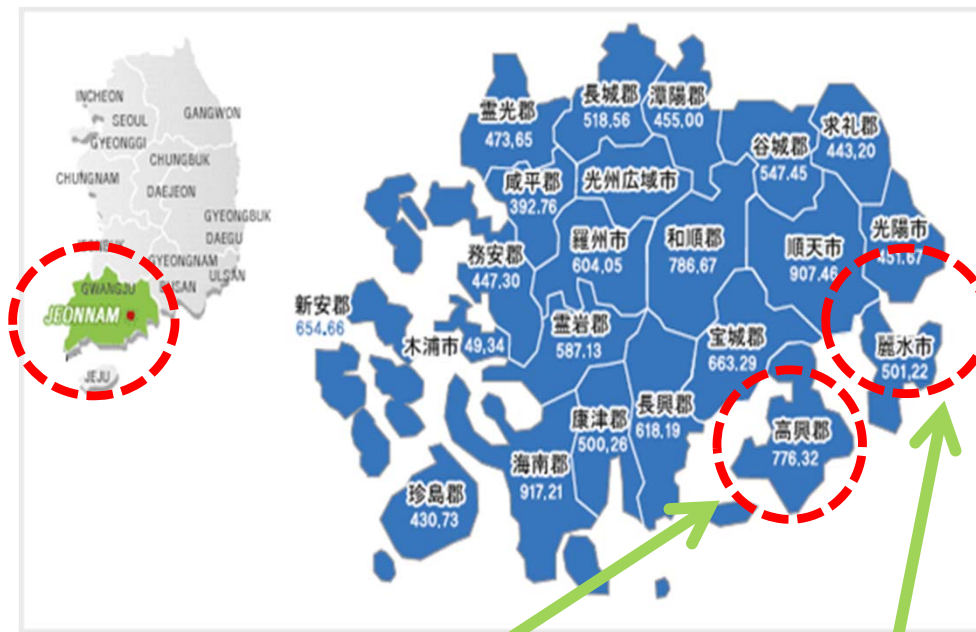 INCHEON
SEOUL
GANGWON
GYEONGGI
CHUNGBUK
CHUNGNAM
DAEJEON
GYEONGBUK
DAEGU
GYEONGNAM
ULSAN
GWANGJU
JEONNAM
JEJU
霊光郡
473,65
長城郡
518.56
潭陽郡
455.00
谷城郡
547.45
求礼郡
443,20
咸平郡
392.76
光州広域市
務安郡
447.30
羅州市
604,05
和順郡
786,67
順天市
907.46
光陽市
451.67
新安郡
654.66
木浦市
49,34
霊岩郡
587.13
宝城郡
663.29
麗水市
501,22
康津郡
500,26
長興郡
618.19
高興郡
776,32
海南郡
917,21
珍島郡
430,73